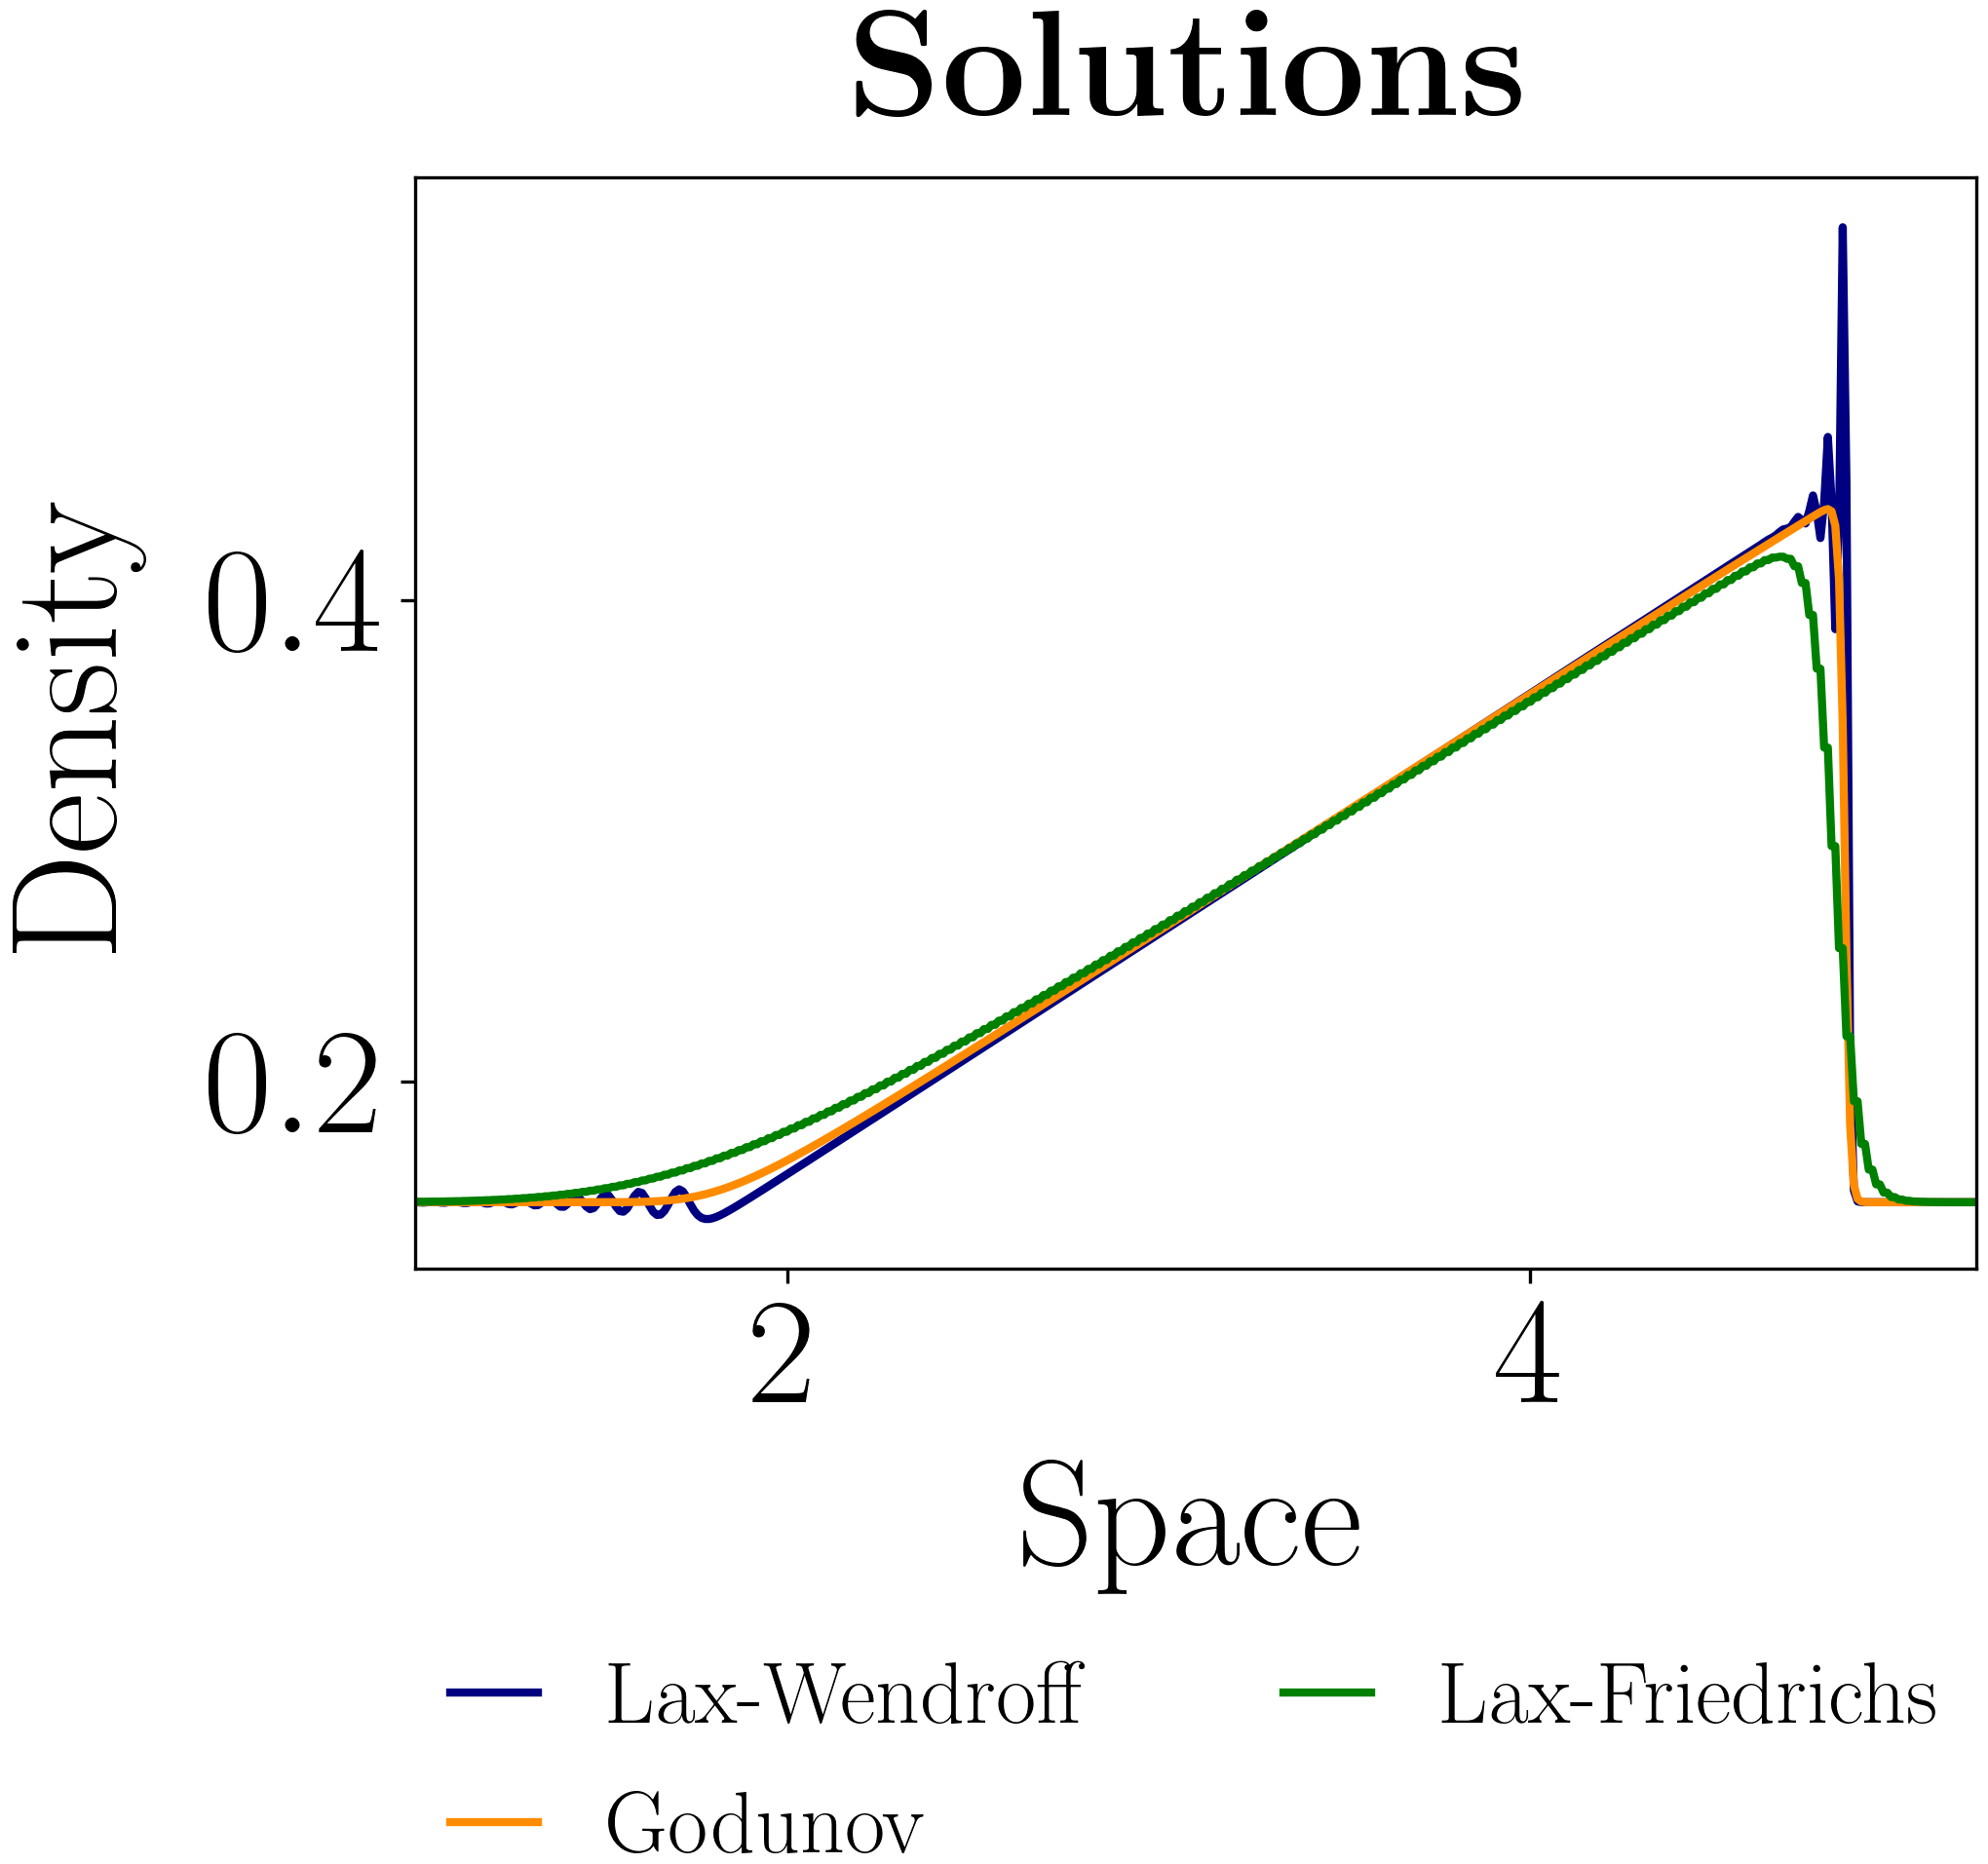 Solutions
Density
0.4
0.2
2
4
Space
Lax-Wendroff
Lax-Friedrichs
Godunov